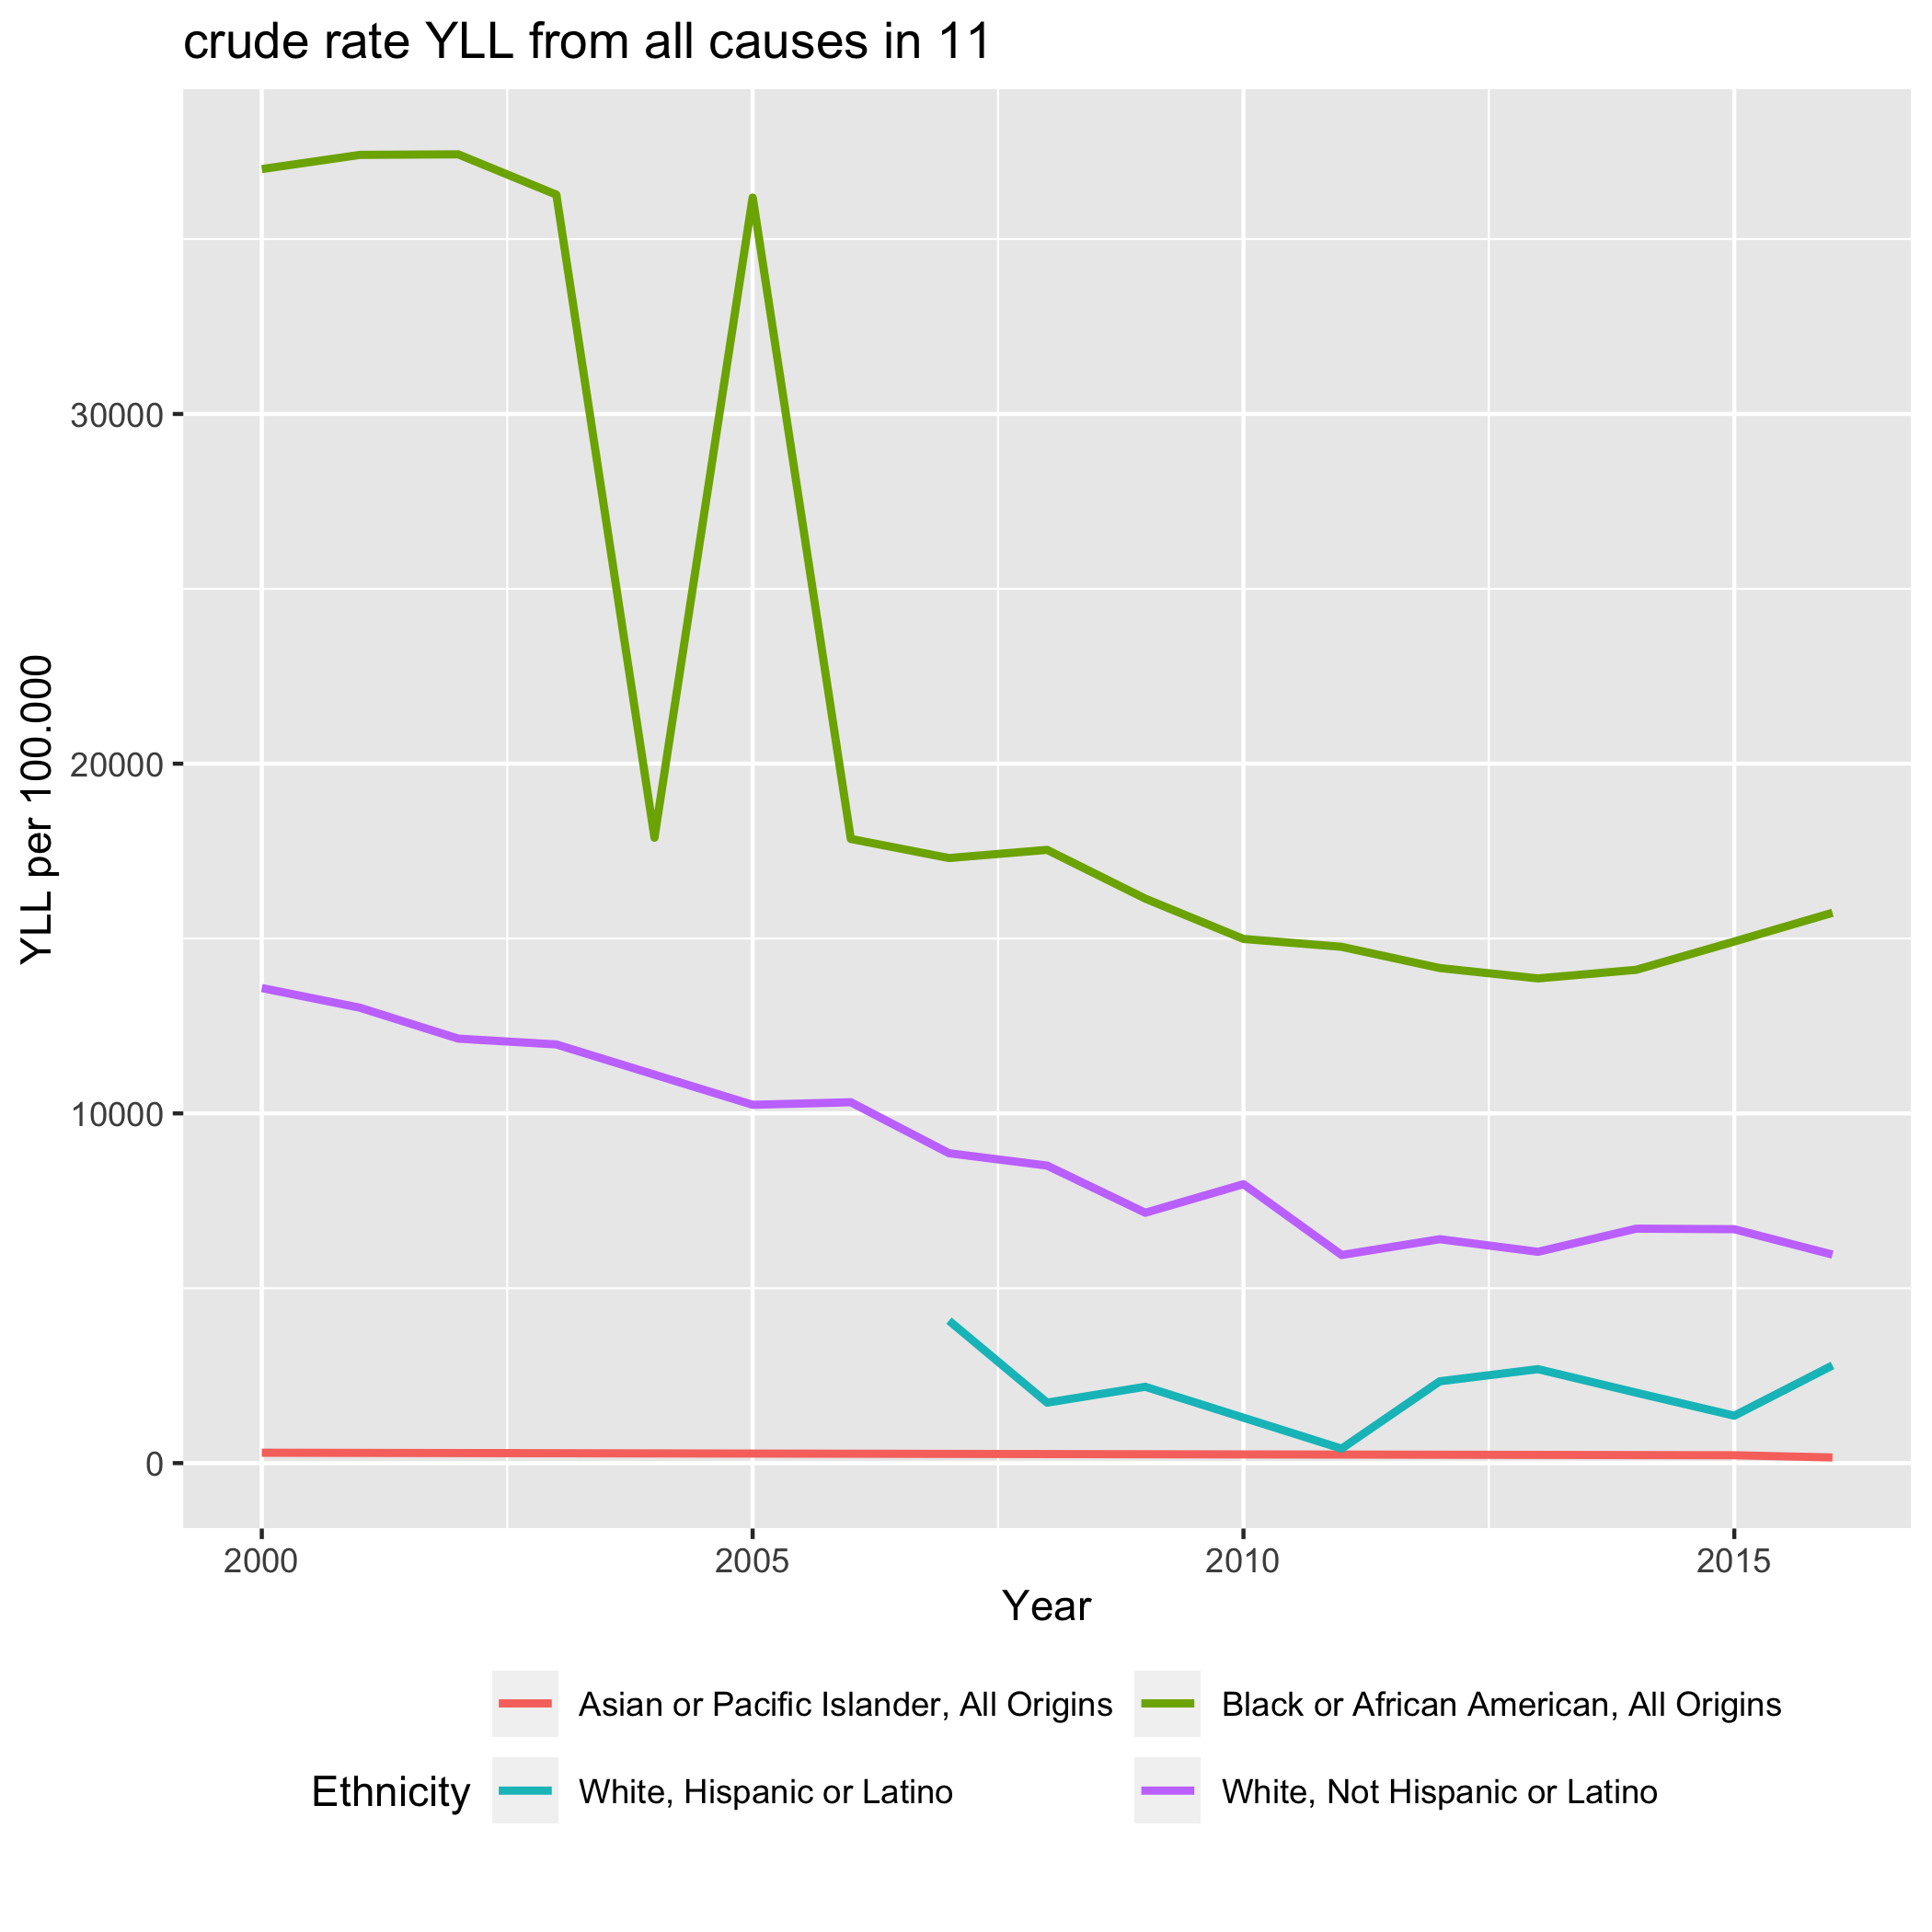 crude rate YLL from all causes in 11
YLL per 100.000
30000
20000
10000
0
2000 2005 2010 2015
Year
Ethnicity
Asian or Pacific Islander, All Origins
Black or African American, All Origins
White, Hispanic or Latino
White, Not Hispanic or Latino